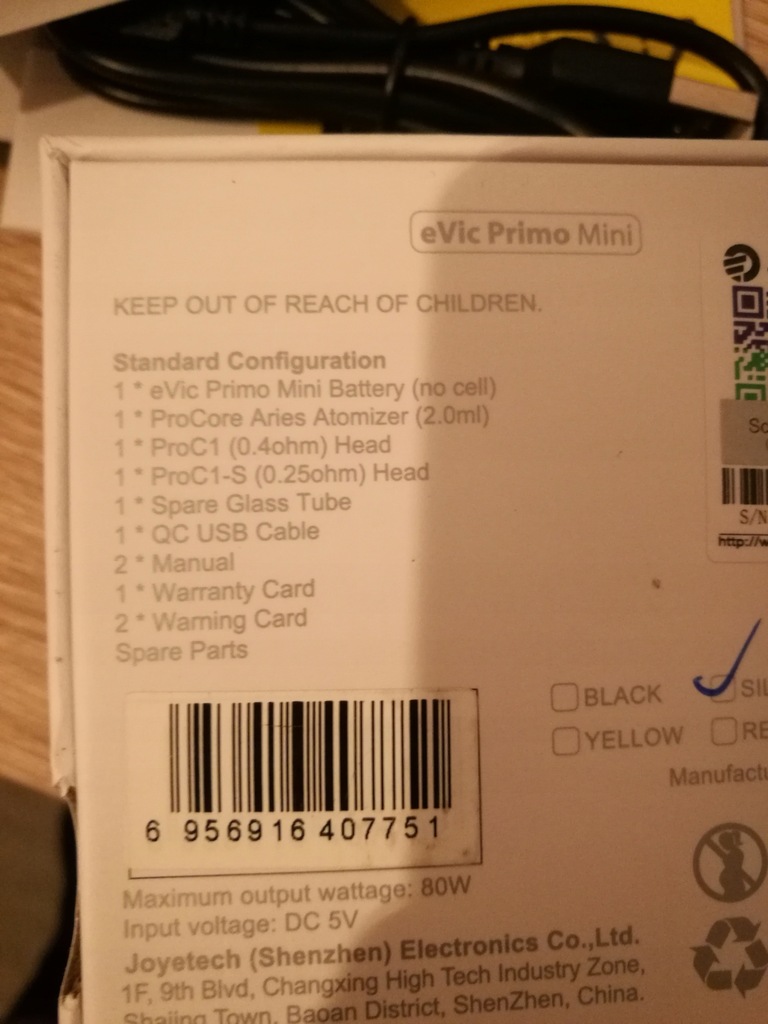 eVic Primo Mini
KEEP OUT OF REACH OF CHILDREN.
Standard Configuration
1 * eVic Primo Mini Battery (no cell)
1 * ProCore Aries Atomizer (2.0ml)
1 * ProC1 (0.4ohm) Head
1 * ProC1-S (0.25ohm) Head
1 * Spare Glass Tube
1 * QC USB Cable
2 * Manual
1 * Warranty Card
2 * Warning Card
Spare Parts
S/N
http://w
BLACK
SIL
YELLOW
RE
Manufactu
6 956916 407751
Maximum output wattage: 80W
Input voltage: DC 5V
Joyetech (Shenzhen) Electronics Co.,Ltd.
1F, 9th Blvd, Changxing High Tech Industry Zone,
Shajing Town, Baoan District, ShenZhen, China.